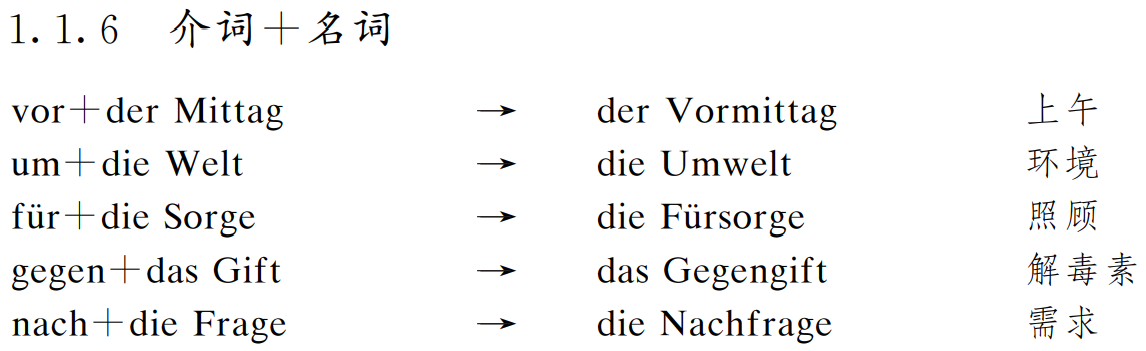 1.1.6 介词＋名词
vor＋der Mittag → der Vormittag 上午
um＋die Welt → die Umwelt 环境
für＋die Sorge → die Fürsorge 照顾
gegen＋das Gift → das Gegengift 解毒素
nach＋die Frage → die Nachfrage 需求